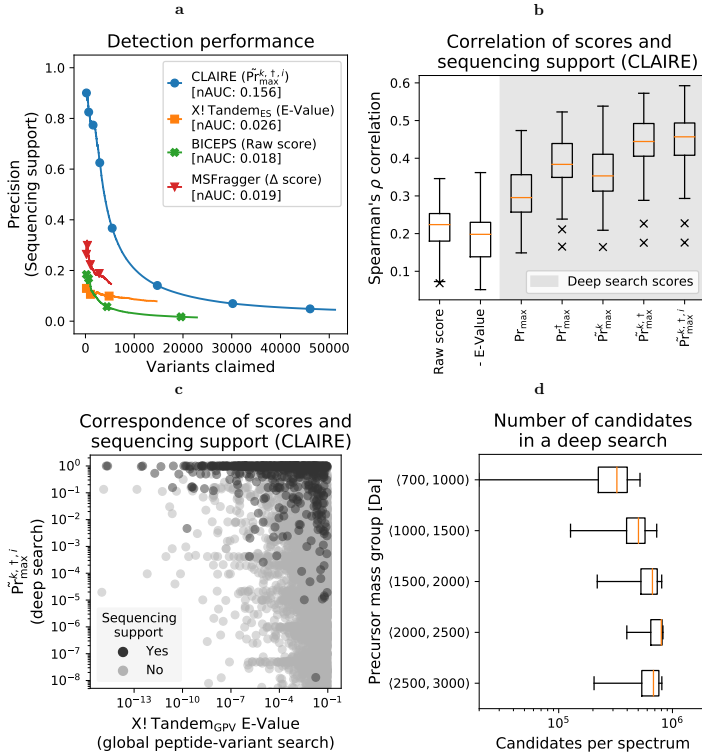 a
Detection performance
CLAIRE (P̃r^{k, †, i}_{max})
[nAUC: 0.156]
X! Tandem_{ES} (E-Value)
[nAUC: 0.026]
BICEPS (Raw score)
[nAUC: 0.018]
MSFragger (Δ score)
[nAUC: 0.019]
Precision
(Sequencing support)
1.0
0.8
0.6
0.4
0.2
0.0
0
10000
20000
30000
40000
50000
Variants claimed
b
Correlation of scores and
sequencing support (CLAIRE)
Spearman's ρ correlation
0.6
0.5
0.4
0.3
0.2
0.1
Deep search scores
Raw score
- E-Value
Pr_{max}
Pr^{†}_{max}
P̃r^{k}_{max}
P̃r^{k, †}_{max}
P̃r^{k, †, i}_{max}
c
Correspondence of scores and
sequencing support (CLAIRE)
P̃r^{k, †, i}_{max}
(deep search)
10^0
10^{-1}
10^{-2}
10^{-3}
10^{-4}
10^{-5}
10^{-6}
10^{-7}
10^{-8}
Sequencing
support
Yes
No
10^{-13}
10^{-10}
10^{-7}
10^{-4}
10^{-1}
X! Tandem_{GPV} E-Value
(global peptide-variant search)
d
Number of candidates
in a deep search
Precursor mass group [Da]
(700, 1000)
(1000, 1500)
(1500, 2000)
(2000, 2500)
(2500, 3000)
10^5
10^6
Candidates per spectrum